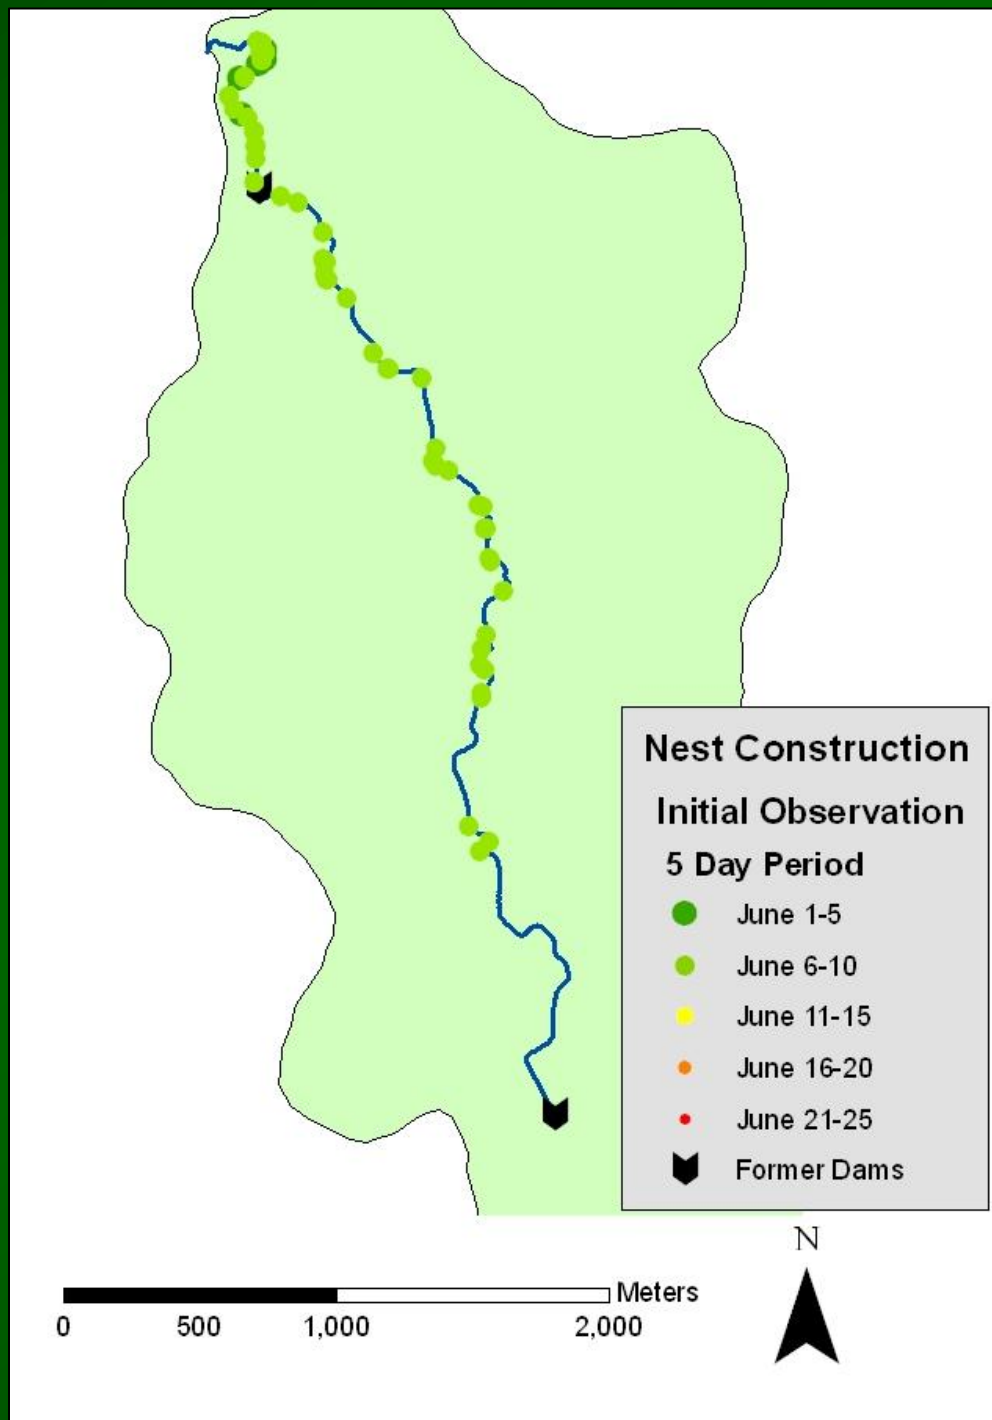 Nest Construction
Initial Observation
5 Day Period
June 1-5
June 6-10
June 11-15
June 16-20
June 21-25
Former Dams
N
Meters
0 500 1,000 2,000